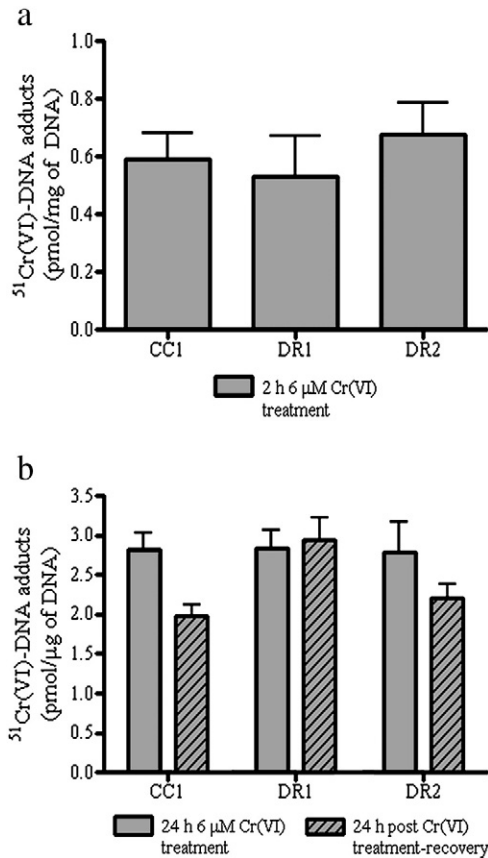 a
⁵¹Cr(VI)-DNA adducts
(pmol/mg of DNA)
1.0
0.8
0.6
0.4
0.2
0.0
CC1 DR1 DR2
2 h 6 μM Cr(VI)
treatment
b
⁵¹Cr(VI)-DNA adducts
(pmol/μg of DNA)
3.5
3.0
2.5
2.0
1.5
1.0
0.5
0.0
CC1 DR1 DR2
24 h 6 μM Cr(VI)
treatment
24 h post Cr(VI)
treatment-recovery